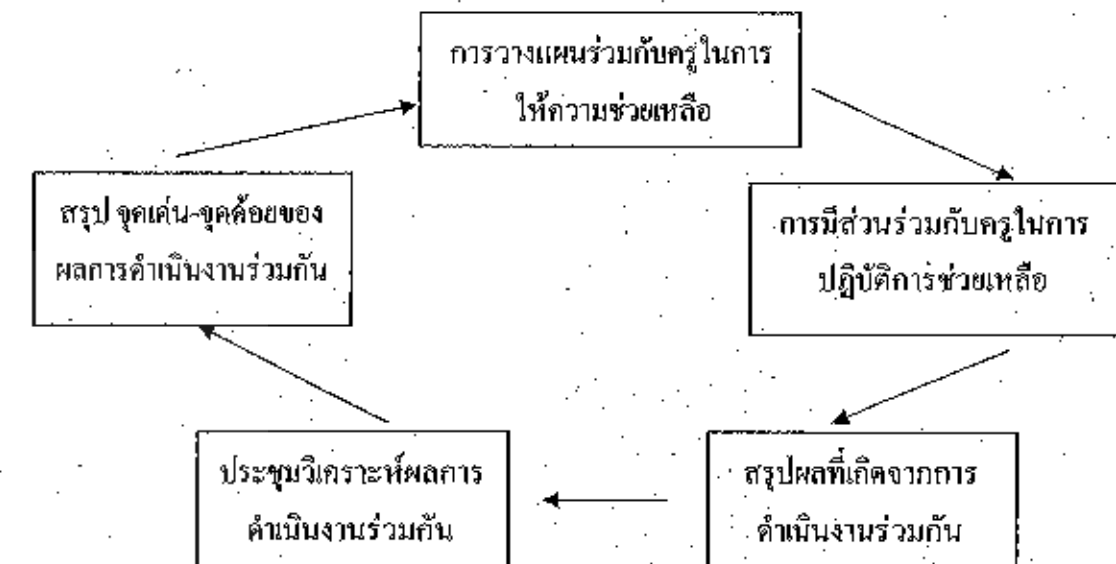 การวางแผนร่วมกับครูในการ
ให้ความช่วยเหลือ
สรุป จุดเด่น-จุดด้อยของ
ผลการดำเนินงานร่วมกัน
การมีส่วนร่วมกับครูในการ
ปฏิบัติการช่วยเหลือ
ประชุมวิเคราะห์ผลการ
ดำเนินงานร่วมกัน
สรุปผลที่เกิดจากการ
ดำเนินงานร่วมกัน